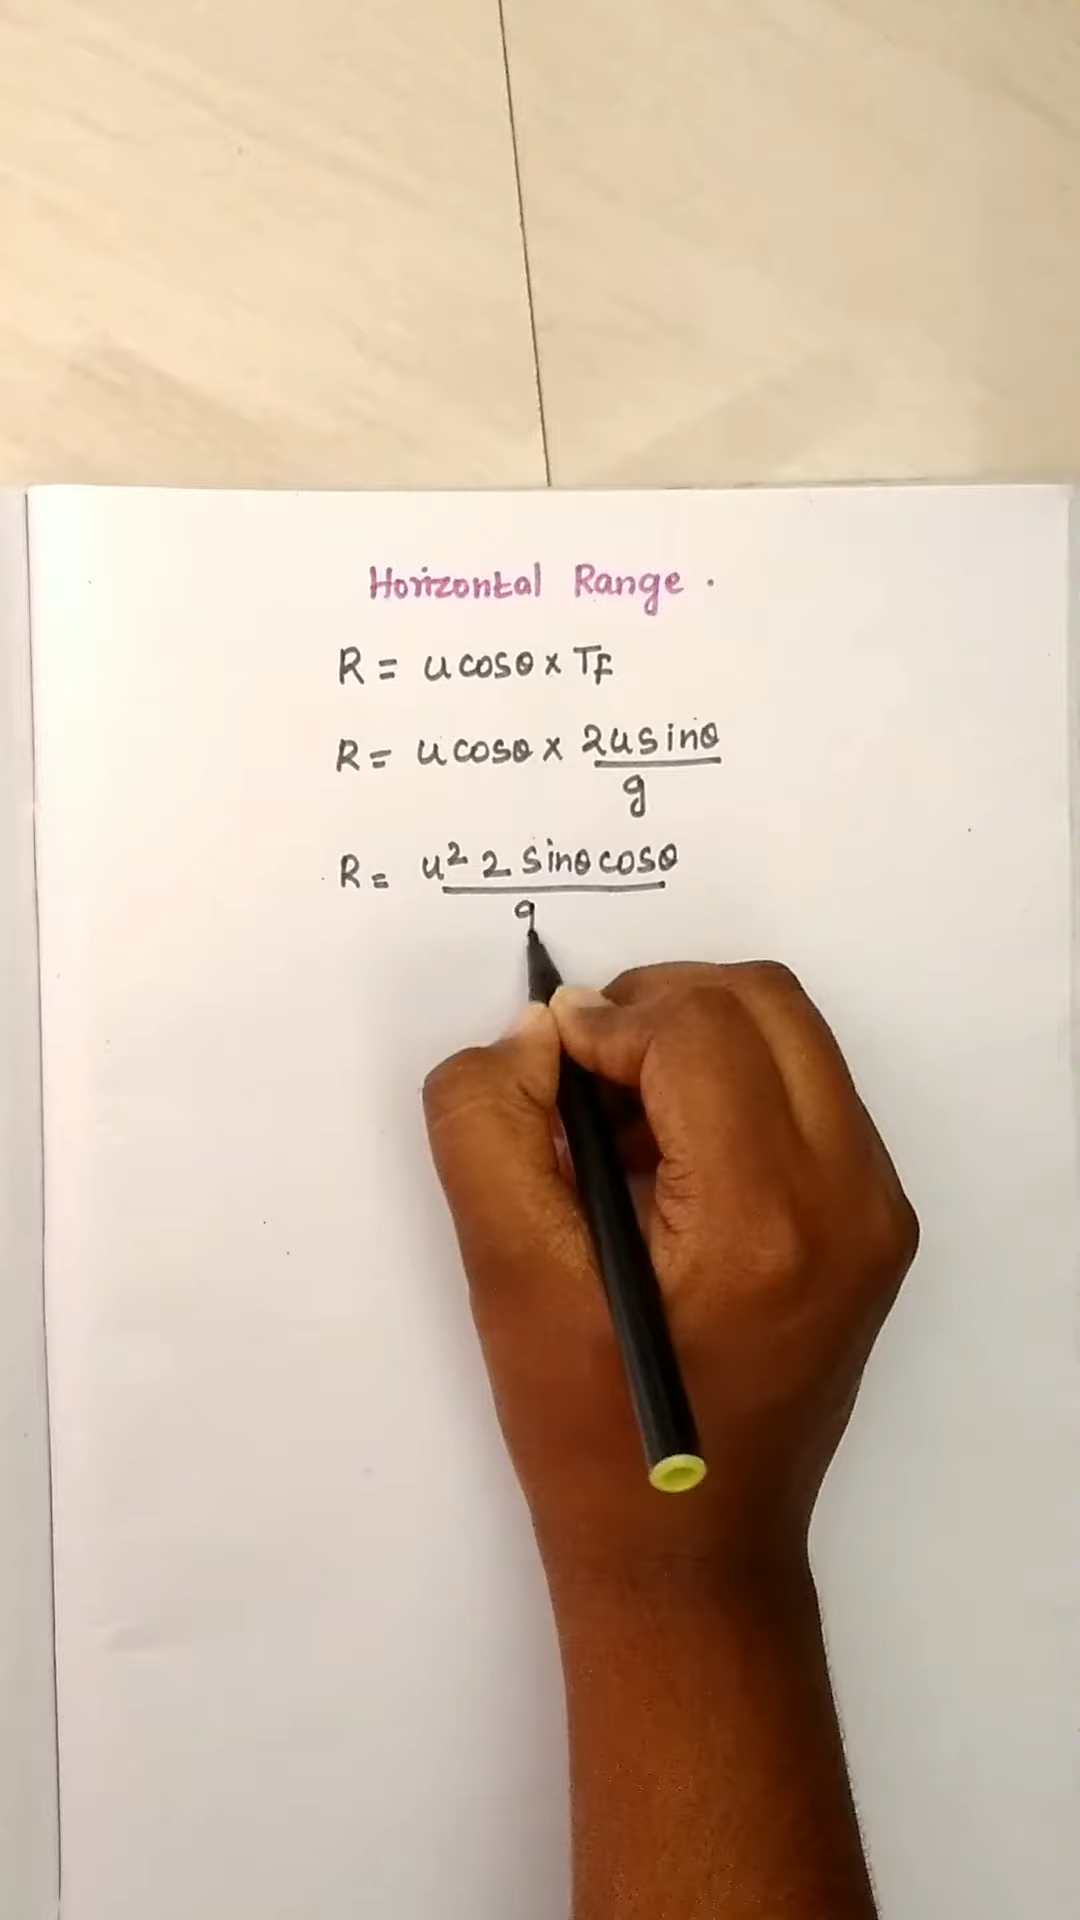 Horizontal Range .
R = u cosθ x TF
R = u cosθ x 2u sinθ / g
R = u² 2 sinθ cosθ / g